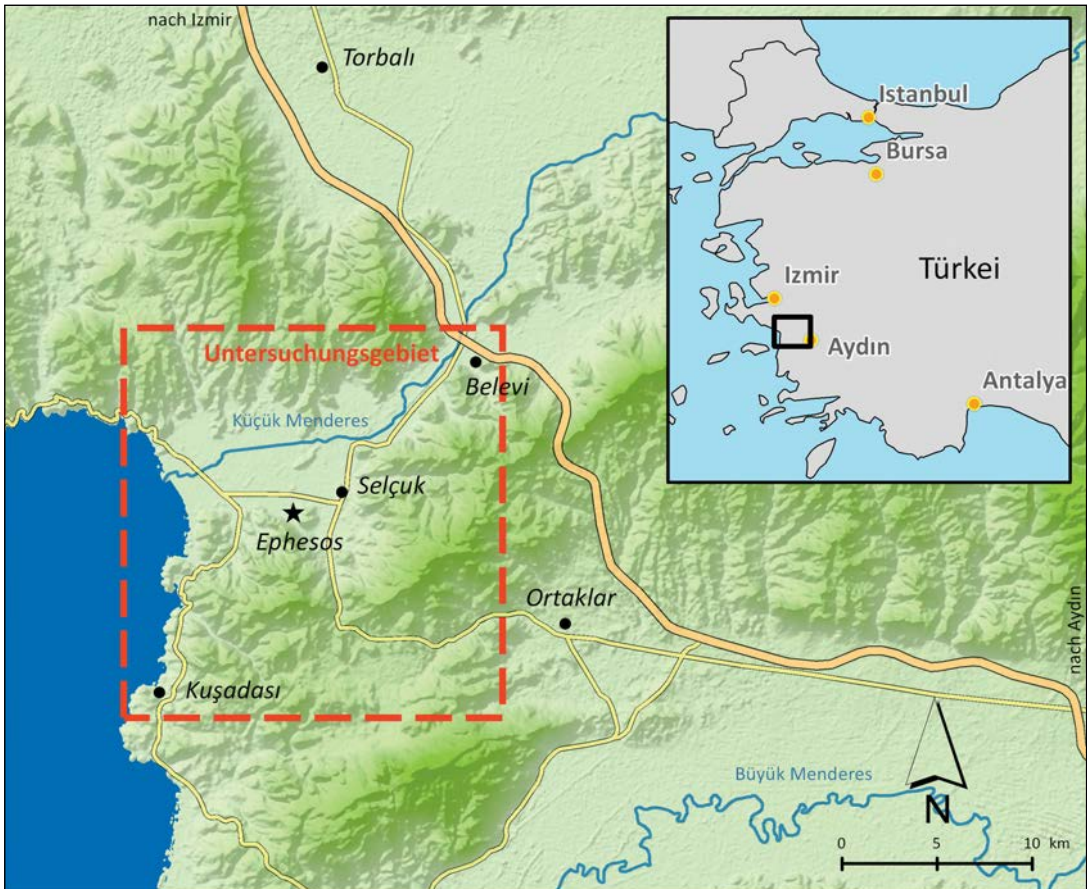 nach Izmir
Torbalı
Istanbul
Bursa
Türkei
Izmir
Aydın
Antalya
Untersuchungsgebiet
Belevi
Küçük Menderes
Selçuk
Ephesos
Ortaklar
nach Aydın
Kuşadası
Büyük Menderes
N
0 5 10 km